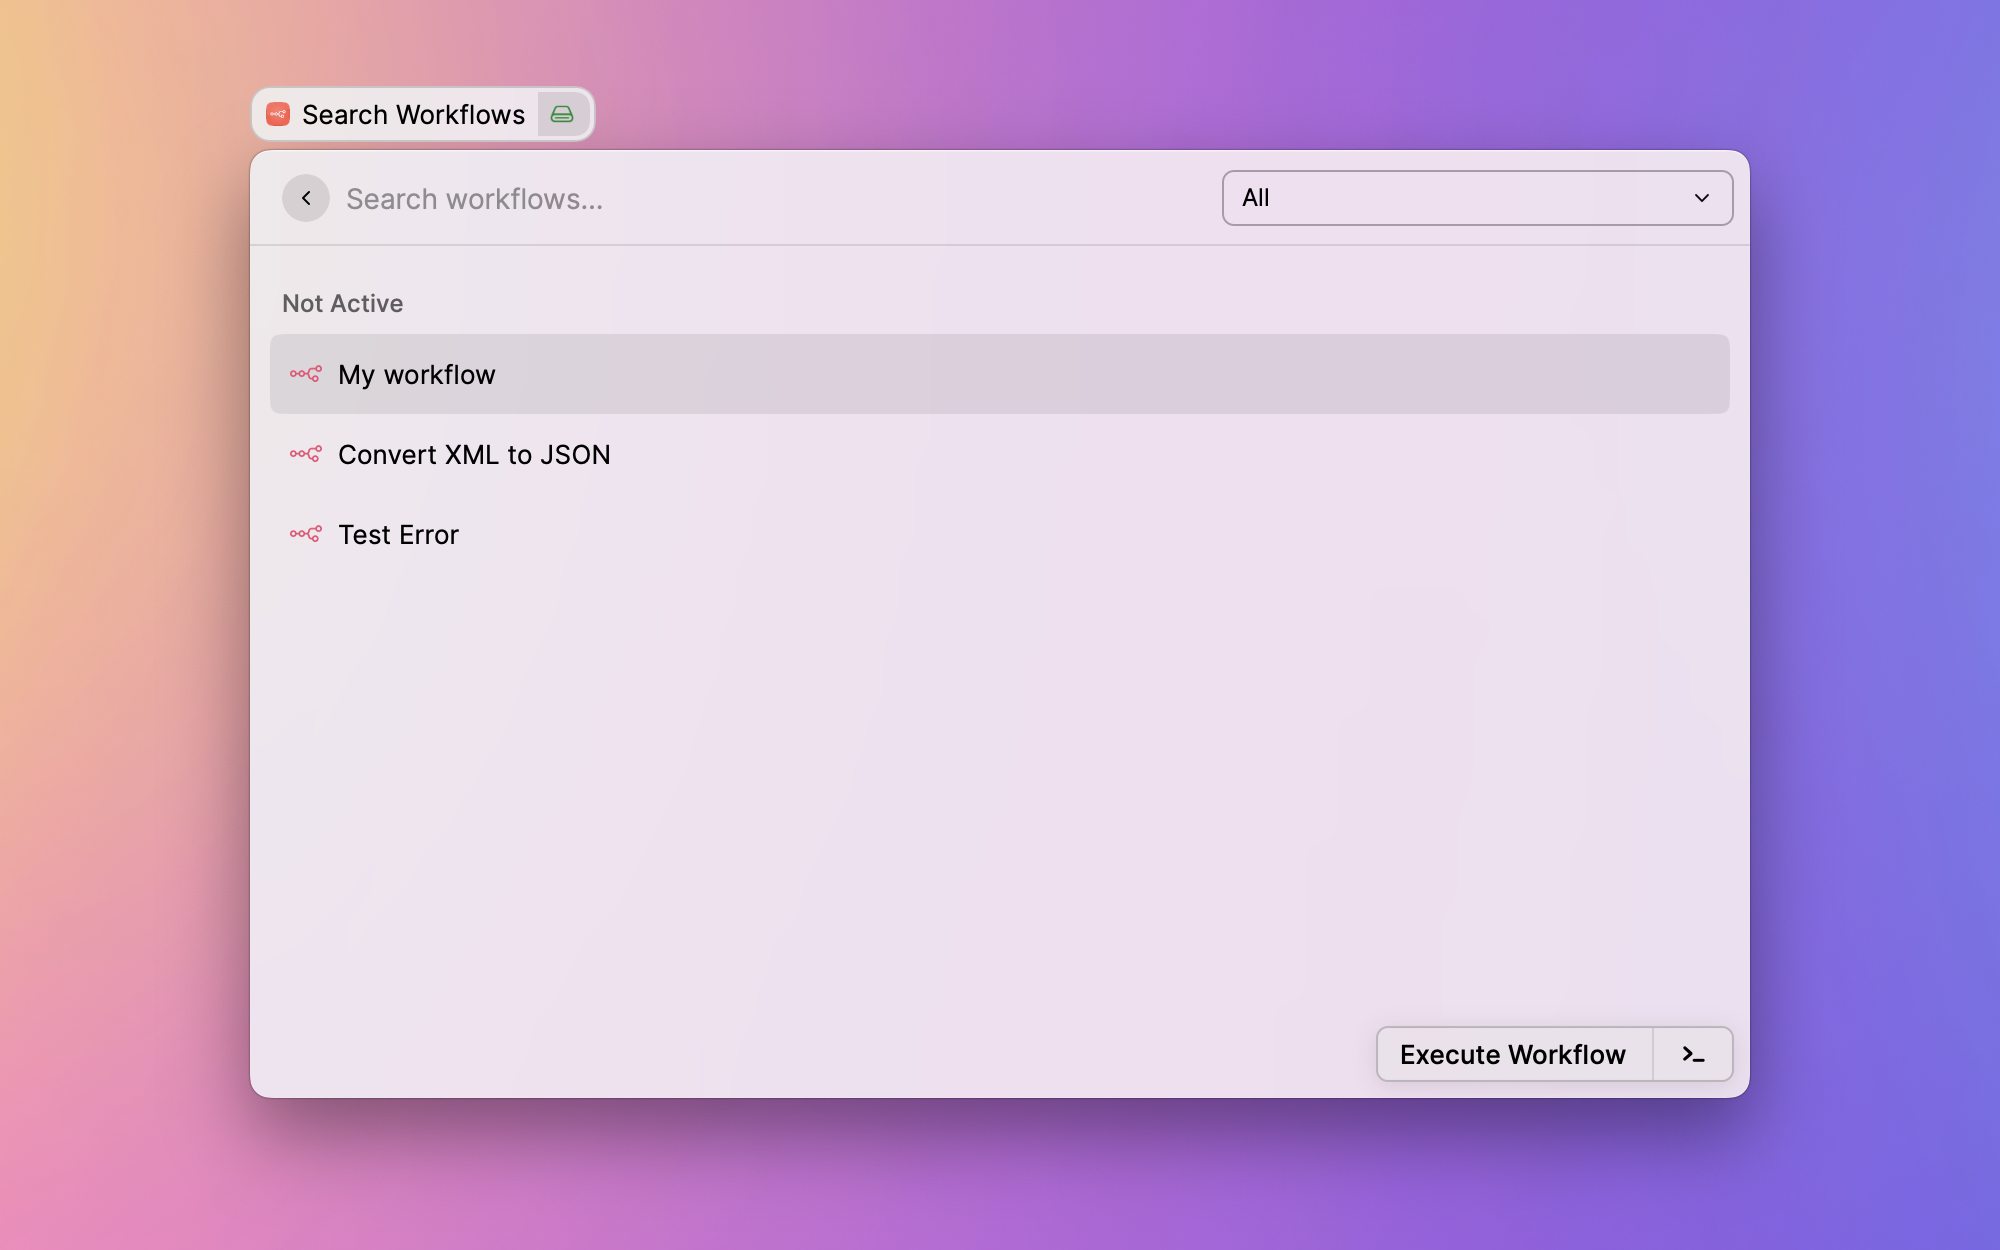 Search Workflows
Search workflows...
All
Not Active
My workflow
Convert XML to JSON
Test Error
Execute Workflow